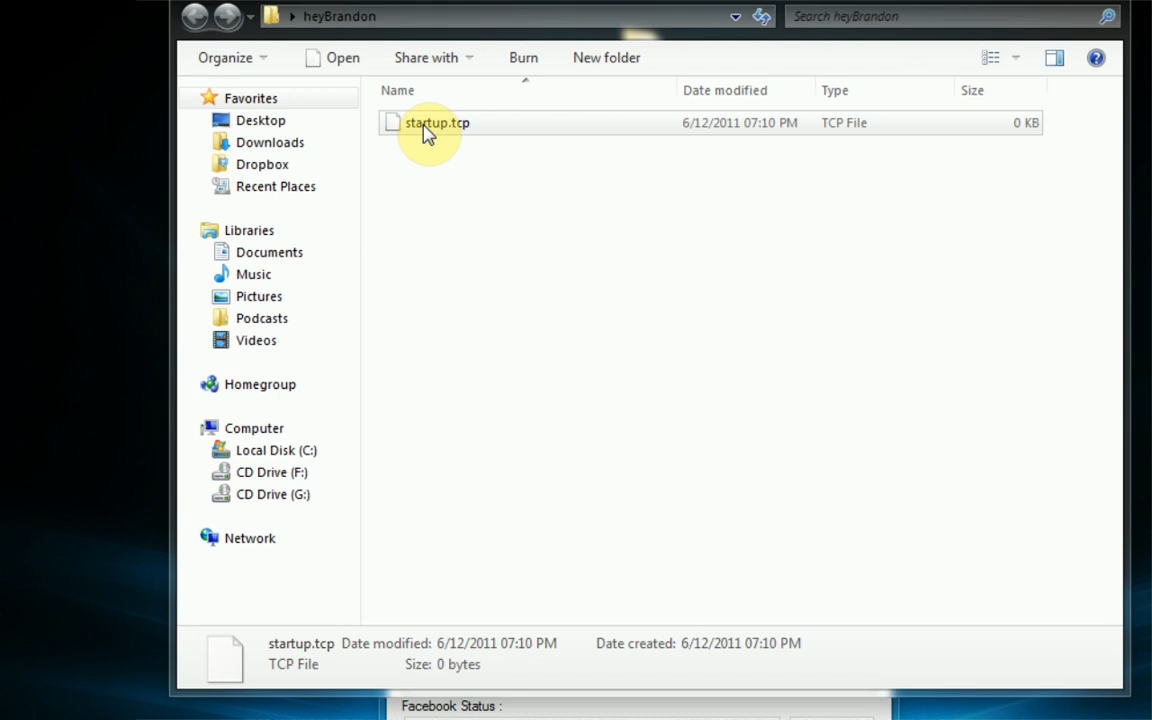 heyBrandon
Search heyBrandon
Organize
Open
Share with
Burn
New folder
Name
Date modified
Type
Size
startup.tcp
6/12/2011 07:10 PM
TCP File
0 KB
Favorites
Desktop
Downloads
Dropbox
Recent Places
Libraries
Documents
Music
Pictures
Podcasts
Videos
Homegroup
Computer
Local Disk (C:)
CD Drive (F:)
CD Drive (G:)
Network
startup.tcp Date modified: 6/12/2011 07:10 PM Date created: 6/12/2011 07:10 PM
TCP File Size: 0 bytes
Facebook Status :